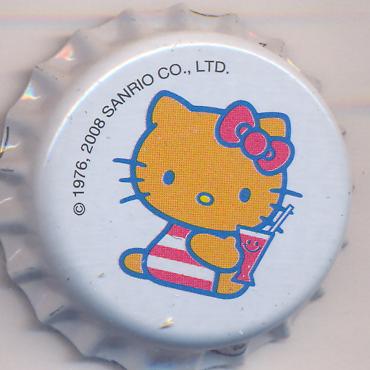 © 1976, 2008 SANRIO CO., LTD.